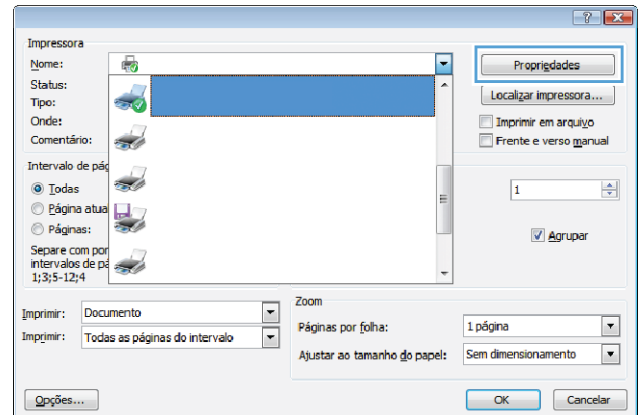 Impressora
Nome:
Propriedades
Status:
Tipo:
Localizar impressora...
Onde:
Imprimir em arquivo
Comentário:
Frente e verso manual
Intervalo de pág
Todas
1
Página atua
Páginas:
Agrupar
Separe com por
intervalos de pá
1;3;5-12;4
Imprimir: Documento
Imprimir: Todas as páginas do intervalo
Zoom
Páginas por folha: 1 página
Ajustar ao tamanho do papel: Sem dimensionamento
Opções...
OK
Cancelar